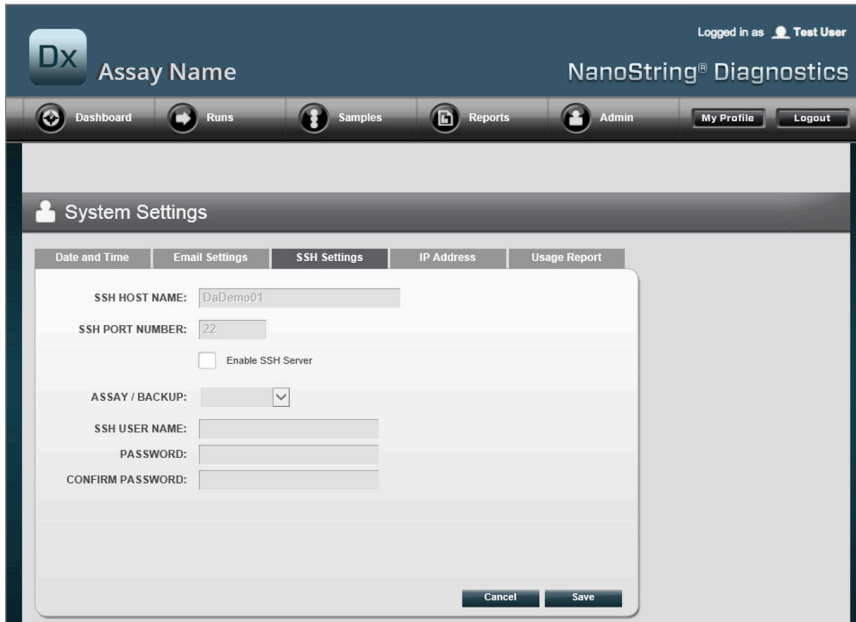 Logged in as Test User
Dx
Assay Name
NanoString® Diagnostics
Dashboard Runs Samples Reports Admin My Profile Logout
System Settings
Date and Time Email Settings SSH Settings IP Address Usage Report
SSH HOST NAME: DaDemo01
SSH PORT NUMBER: 22
Enable SSH Server
ASSAY / BACKUP:
SSH USER NAME:
PASSWORD:
CONFIRM PASSWORD:
Cancel Save